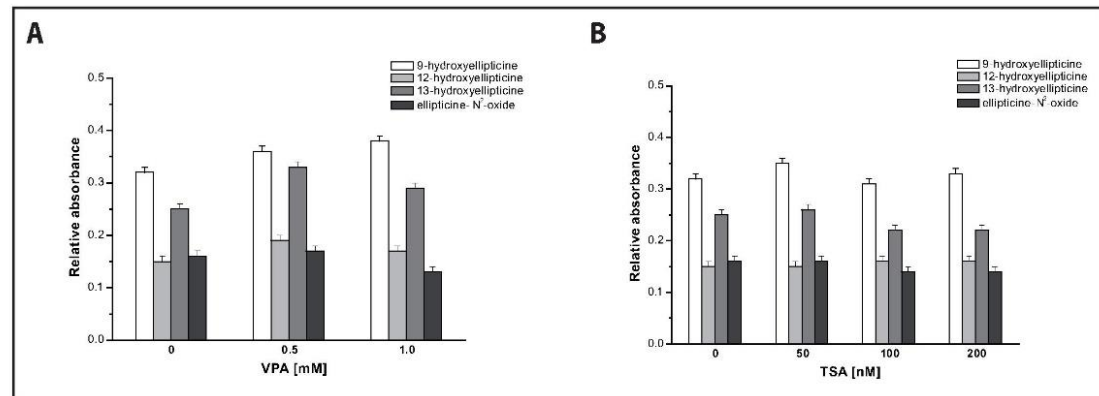 A
9-hydroxyellipticine
12-hydroxyellipticine
13-hydroxyellipticine
ellipticine- N²-oxide
Relative absorbance
0.5
0.4
0.3
0.2
0.1
0.0
0
0.5
1.0
VPA [mM]
B
9-hydroxyellipticine
12-hydroxyellipticine
13-hydroxyellipticine
ellipticine- N²-oxide
Relative absorbance
0.5
0.4
0.3
0.2
0.1
0.0
0
50
100
200
TSA [nM]